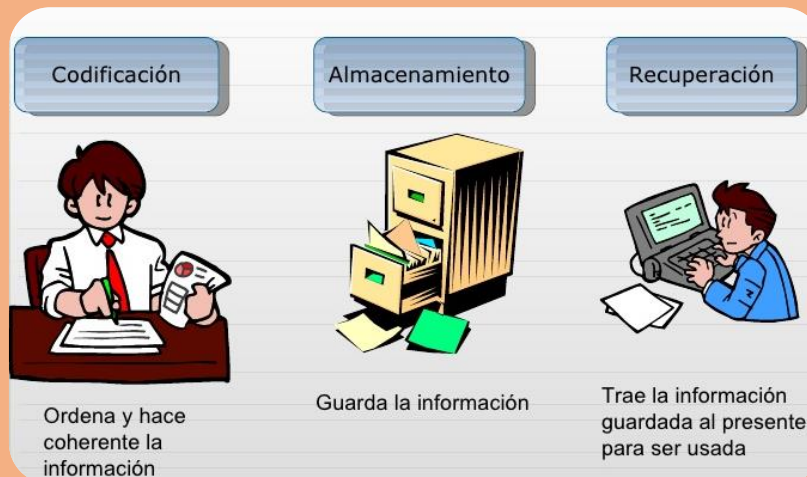 Codificación
Almacenamiento
Recuperación
Ordena y hace
coherente la
información
Guarda la información
Trae la información
guardada al presente
para ser usada